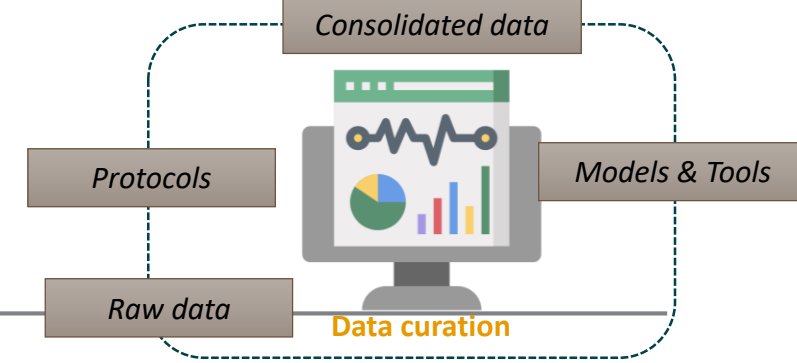 Consolidated data
Protocols
Models & Tools
Raw data
Data curation